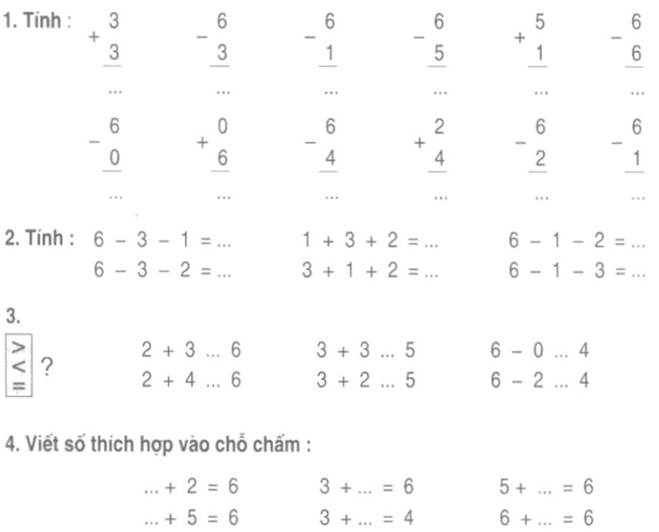 1. Tính :
+ 3 − 6 − 6 − 6 + 5 − 6
3 3 1 5 1 6
... ... ... ... ... ...
− 6 + 0 − 6 + 2 − 6 − 6
0 6 4 4 2 1
... ... ... ... ... ...
2. Tính : 6 − 3 − 1 = ... 1 + 3 + 2 = ... 6 − 1 − 2 = ...
6 − 3 − 2 = ... 3 + 1 + 2 = ... 6 − 1 − 3 = ...
3.
> < = ?
2 + 3 ... 6 3 + 3 ... 5 6 − 0 ... 4
2 + 4 ... 6 3 + 2 ... 5 6 − 2 ... 4
4. Viết số thích hợp vào chỗ chấm :
... + 2 = 6 3 + ... = 6 5 + ... = 6
... + 5 = 6 3 + ... = 4 6 + ... = 6